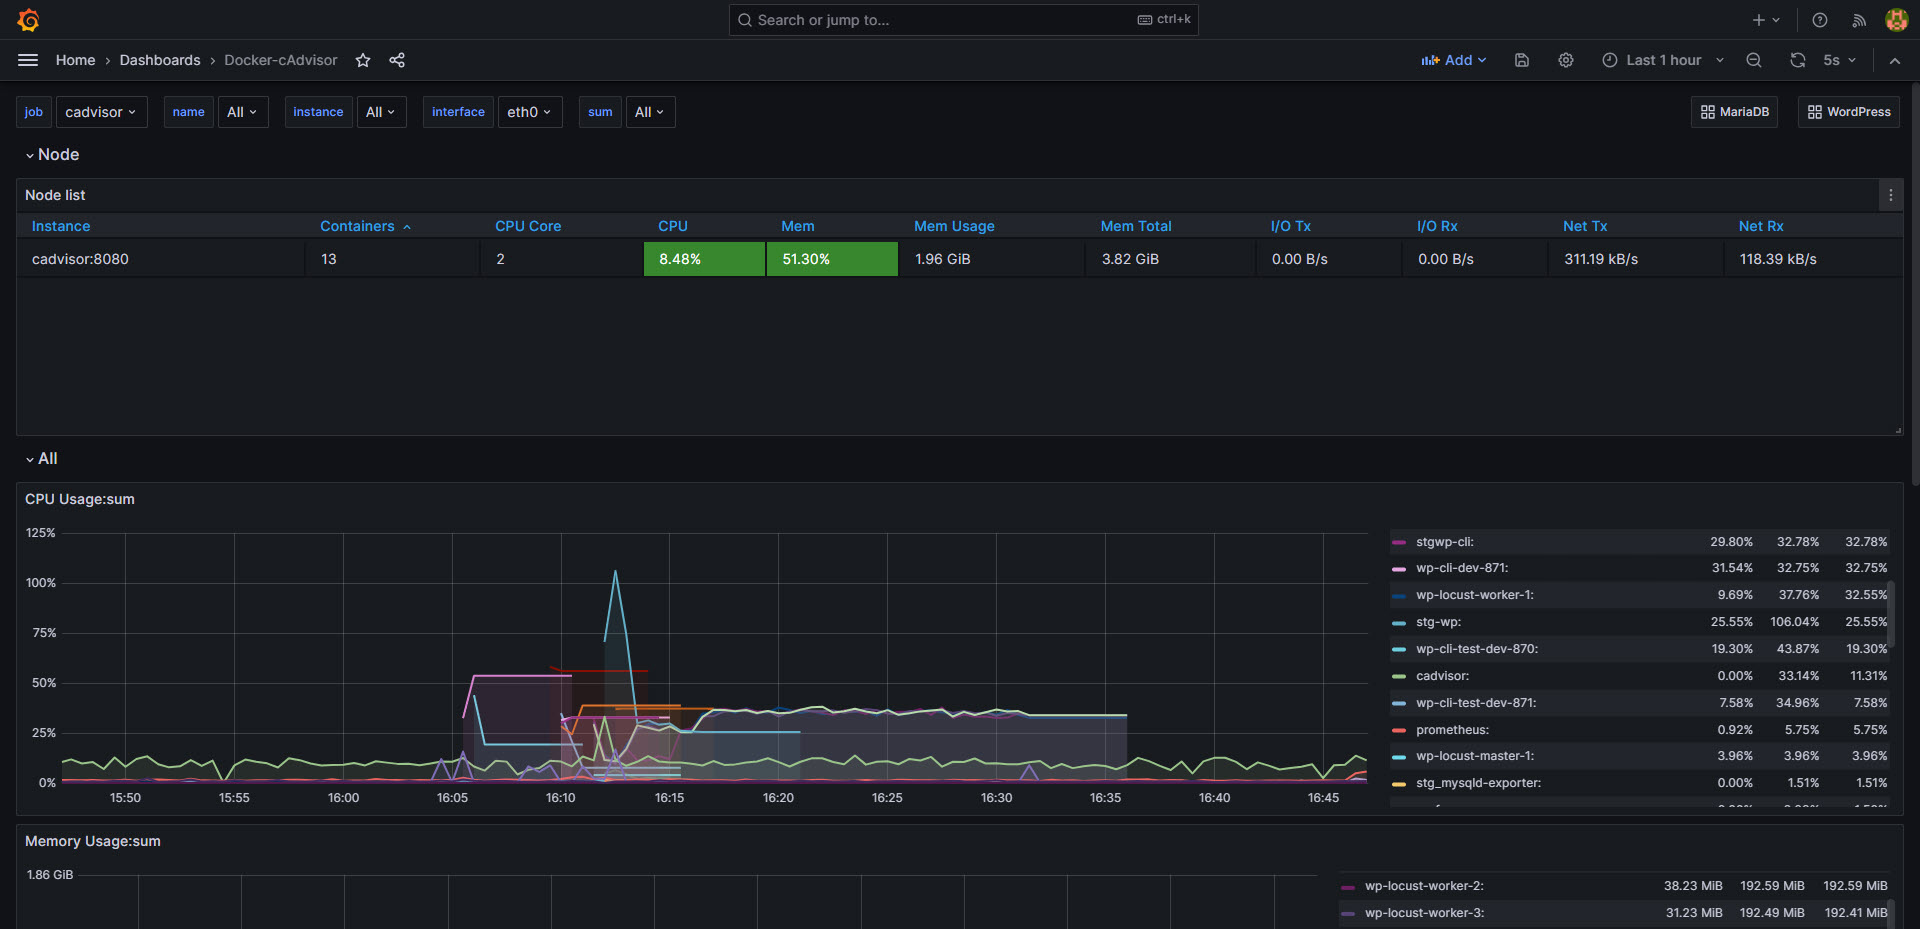 Search or jump to... ctrl+k
Home › Dashboards › Docker-cAdvisor Add Last 1 hour 5s
job cadvisor name All instance All interface eth0 sum All MariaDB WordPress
Node
Node list
Instance Containers CPU Core CPU Mem Mem Usage Mem Total I/O Tx I/O Rx Net Tx Net Rx
cadvisor:8080 13 2 8.48% 51.30% 1.96 GiB 3.82 GiB 0.00 B/s 0.00 B/s 311.19 kB/s 118.39 kB/s
All
CPU Usage:sum
125%
100%
75%
50%
25%
0%
15:50 15:55 16:00 16:05 16:10 16:15 16:20 16:25 16:30 16:35 16:40 16:45
stgwp-cli: 29.80% 32.78% 32.78%
wp-cli-dev-871: 31.54% 32.75% 32.75%
wp-locust-worker-1: 9.69% 37.76% 32.55%
stg-wp: 25.55% 106.04% 25.55%
wp-cli-test-dev-870: 19.30% 43.87% 19.30%
cadvisor: 0.00% 33.14% 11.31%
wp-cli-test-dev-871: 7.58% 34.96% 7.58%
prometheus: 0.92% 5.75% 5.75%
wp-locust-master-1: 3.96% 3.96% 3.96%
stg_mysqld-exporter: 0.00% 1.51% 1.51%
Memory Usage:sum
1.86 GiB
wp-locust-worker-2: 38.23 MiB 192.59 MiB 192.59 MiB
wp-locust-worker-3: 31.23 MiB 192.49 MiB 192.41 MiB